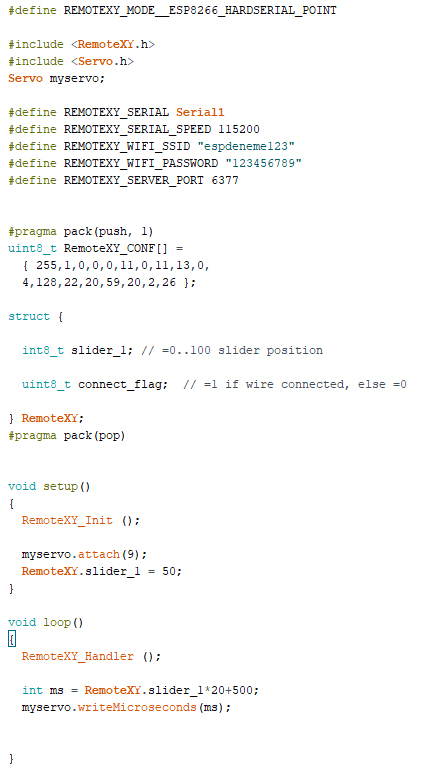 #define REMOTEXY_MODE__ESP8266_HARDSERIAL_POINT
#include <RemoteXY.h>
#include <Servo.h>
Servo myservo;
#define REMOTEXY_SERIAL Serial1
#define REMOTEXY_SERIAL_SPEED 115200
#define REMOTEXY_WIFI_SSID "espdeneme123"
#define REMOTEXY_WIFI_PASSWORD "123456789"
#define REMOTEXY_SERVER_PORT 6377
#pragma pack(push, 1)
uint8_t RemoteXY_CONF[] =
{ 255,1,0,0,0,11,0,11,13,0,
4,128,22,20,59,20,2,26 };
struct {
int8_t slider_1; // =0..100 slider position
uint8_t connect_flag;  // =1 if wire connected, else =0
} RemoteXY;
#pragma pack(pop)
void setup()
{
RemoteXY_Init ();
myservo.attach(9);
RemoteXY.slider_1 = 50;
}
void loop()
{
RemoteXY_Handler ();
int ms = RemoteXY.slider_1*20+500;
myservo.writeMicroseconds(ms);
}